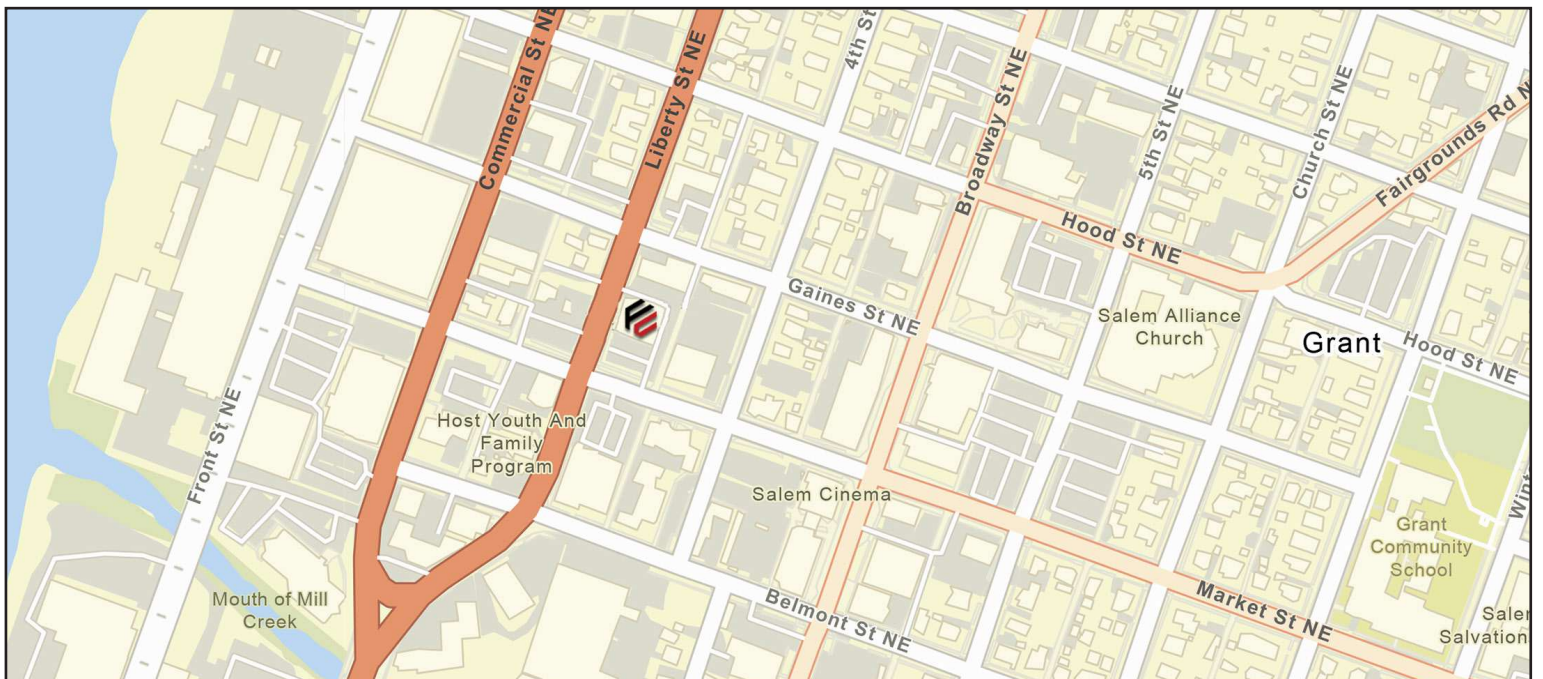 Commercial St NE
Liberty St NE
4th St
Broadway St NE
5th St NE
Church St NE
Fairgrounds Rd N
Hood St NE
Gaines St NE
Salem Alliance
Church
Grant
Hood St NE
Front St NE
Host Youth And
Family
Program
Salem Cinema
Grant
Community
School
Mouth of Mill
Creek
Belmont St NE
Market St NE
Salvation